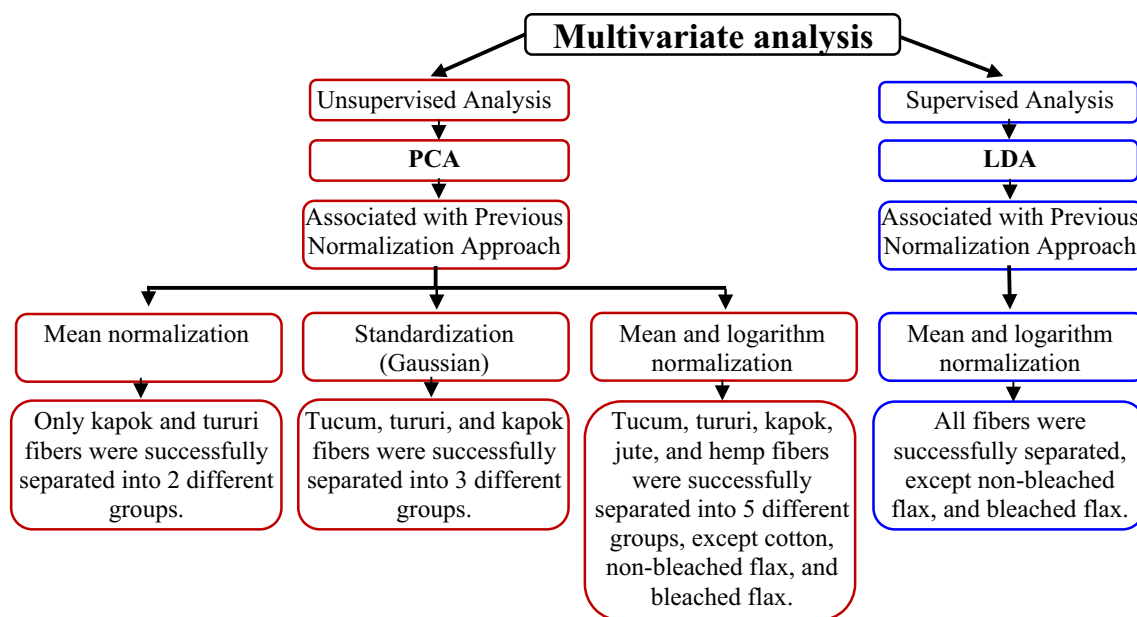 Multivariate analysis
Unsupervised Analysis
Supervised Analysis
PCA
LDA
Associated with Previous
Normalization Approach
Associated with Previous
Normalization Approach
Mean normalization
Standardization
(Gaussian)
Mean and logarithm
normalization
Mean and logarithm
normalization
Only kapok and tururi
fibers were successfully
separated into 2 different
groups.
Tucum, tururi, and kapok
fibers were successfully
separated into 3 different
groups.
Tucum, tururi, kapok,
jute, and hemp fibers
were successfully
separated into 5 different
groups, except cotton,
non-bleached flax, and
bleached flax.
All fibers were
successfully separated,
except non-bleached
flax, and bleached flax.